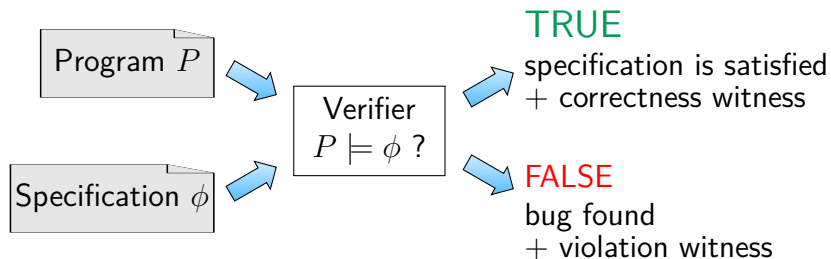 Program P
Specification ϕ
Verifier
P ⊨ ϕ ?
TRUE
specification is satisfied
+ correctness witness
FALSE
bug found
+ violation witness